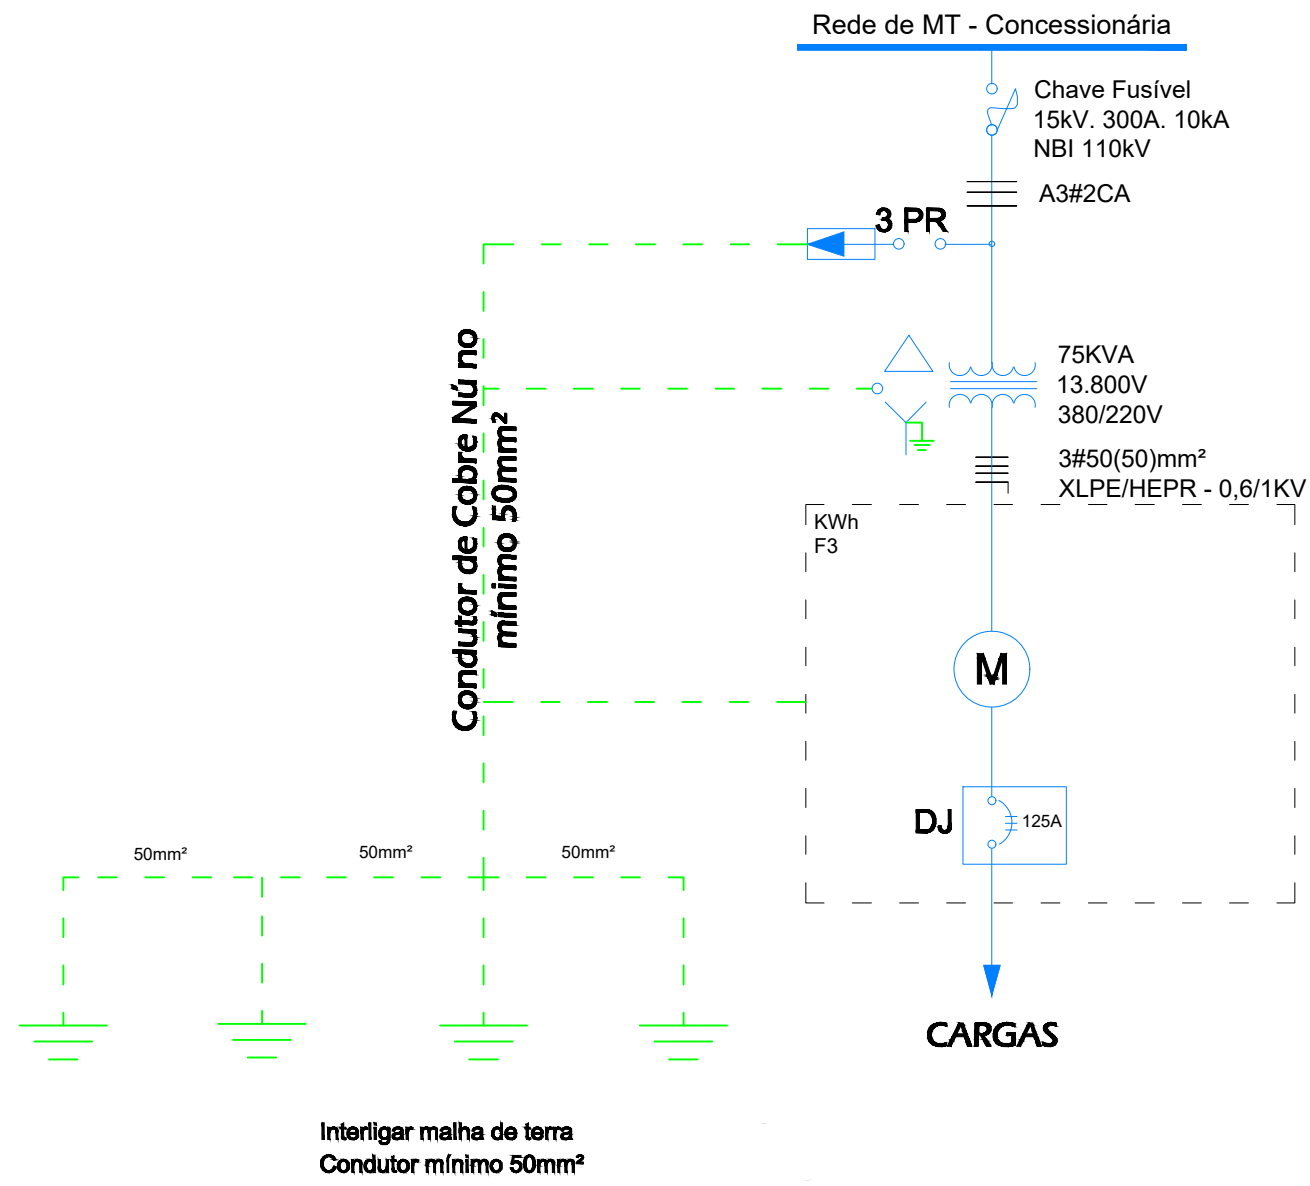 Rede de MT - Concessionária
Chave Fusível
15kV. 300A. 10kA
NBI 110kV
A3#2CA
3 PR
75KVA
13.800V
380/220V
3#50(50)mm²
XLPE/HEPR - 0,6/1KV
Condutor de Cobre Nú no
mínimo 50mm²
KWh
F3
M
DJ
125A
50mm²
50mm²
50mm²
CARGAS
Interligar malha de terra
Condutor mínimo 50mm²